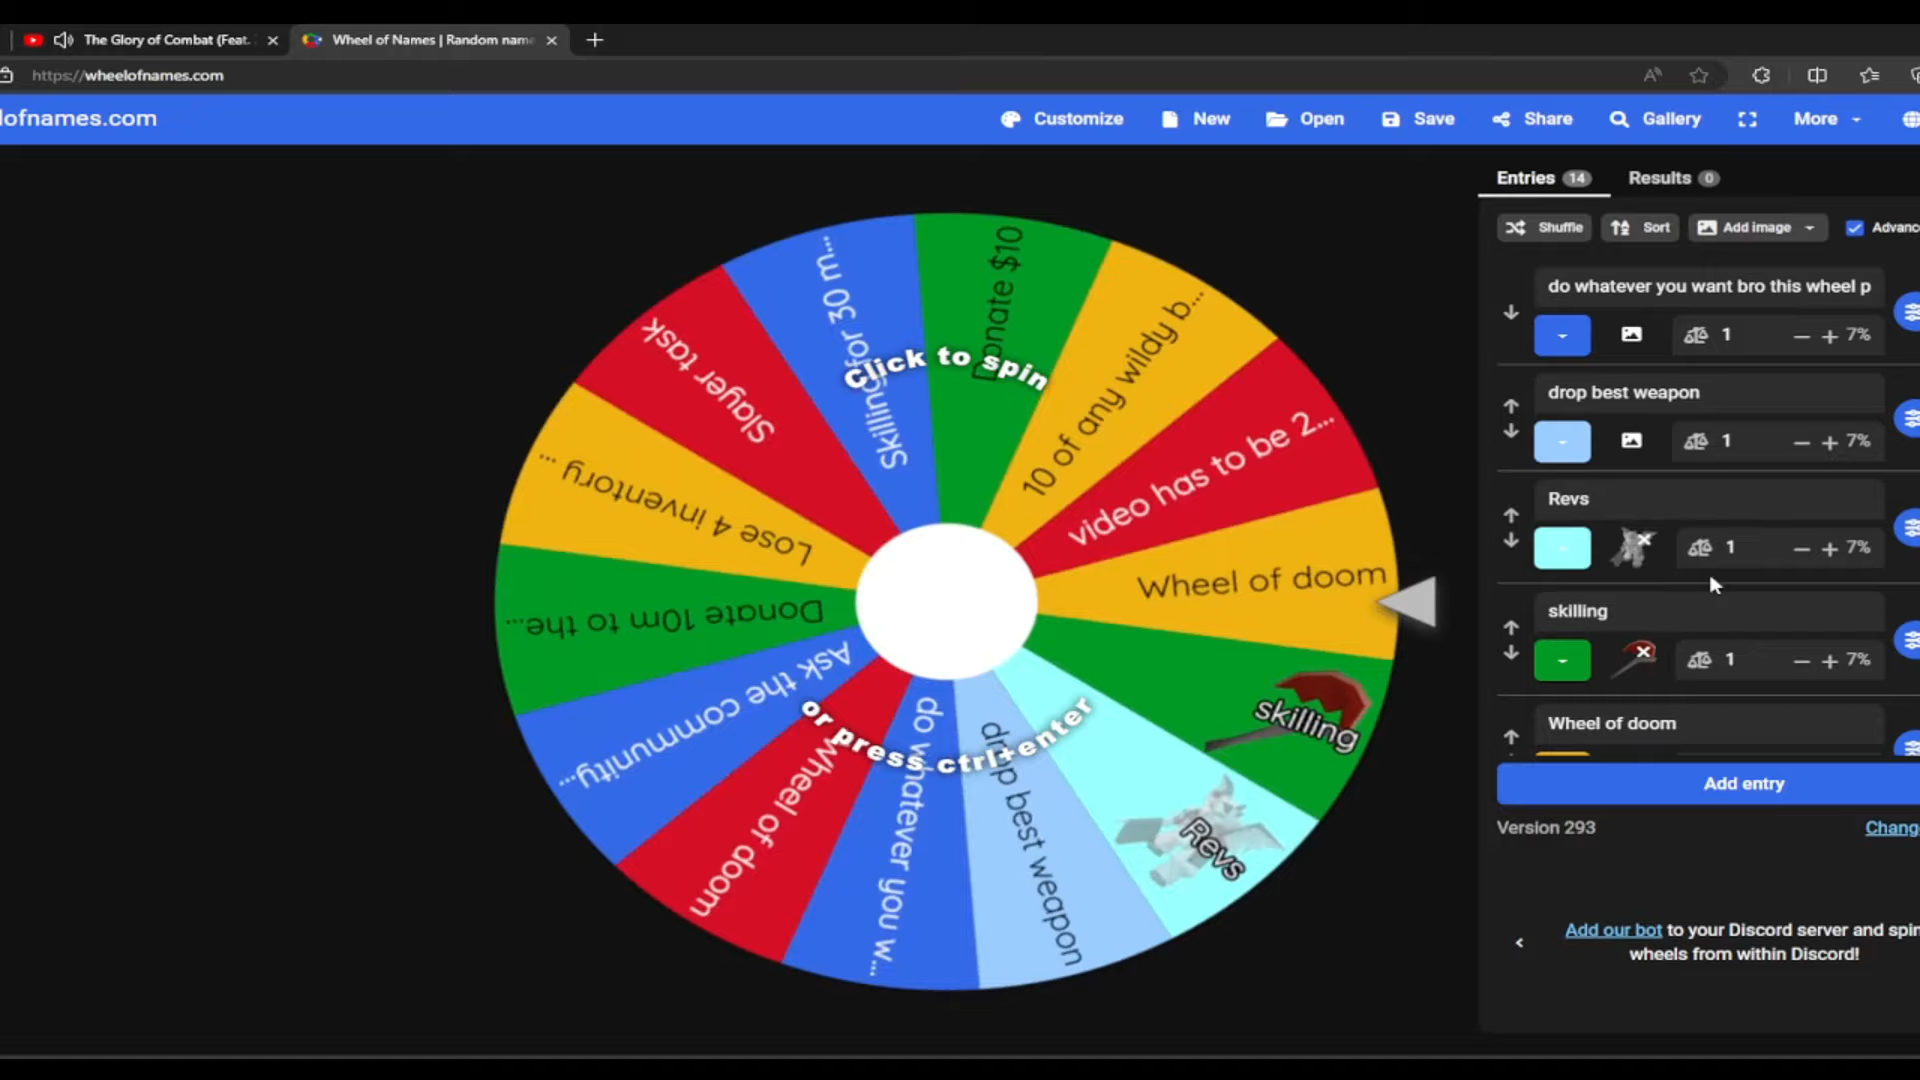 The Glory of Combat (Feat.
Wheel of Names | Random name
https://wheelofnames.com
lofnames.com
Customize
New
Open
Save
Share
Gallery
More
Entries 14
Results 0
Shuffle
Sort
Add image
Advanc
do whatever you want bro this wheel p
1
7%
drop best weapon
1
7%
Revs
1
7%
skilling
1
7%
Wheel of doom
Add entry
Version 293
Chang
Add our bot to your Discord server and spin
wheels from within Discord!
Click to spin
or press ctrl+enter
Donate $10
10 of any wildy b...
video has to be 2...
Wheel of doom
skilling
Revs
drop best weapon
do whatever you w...
Wheel of doom
Ask the community...
Donate 10m to the...
Lose 4 inventory ...
Slayer task
Skilling for 30 m...